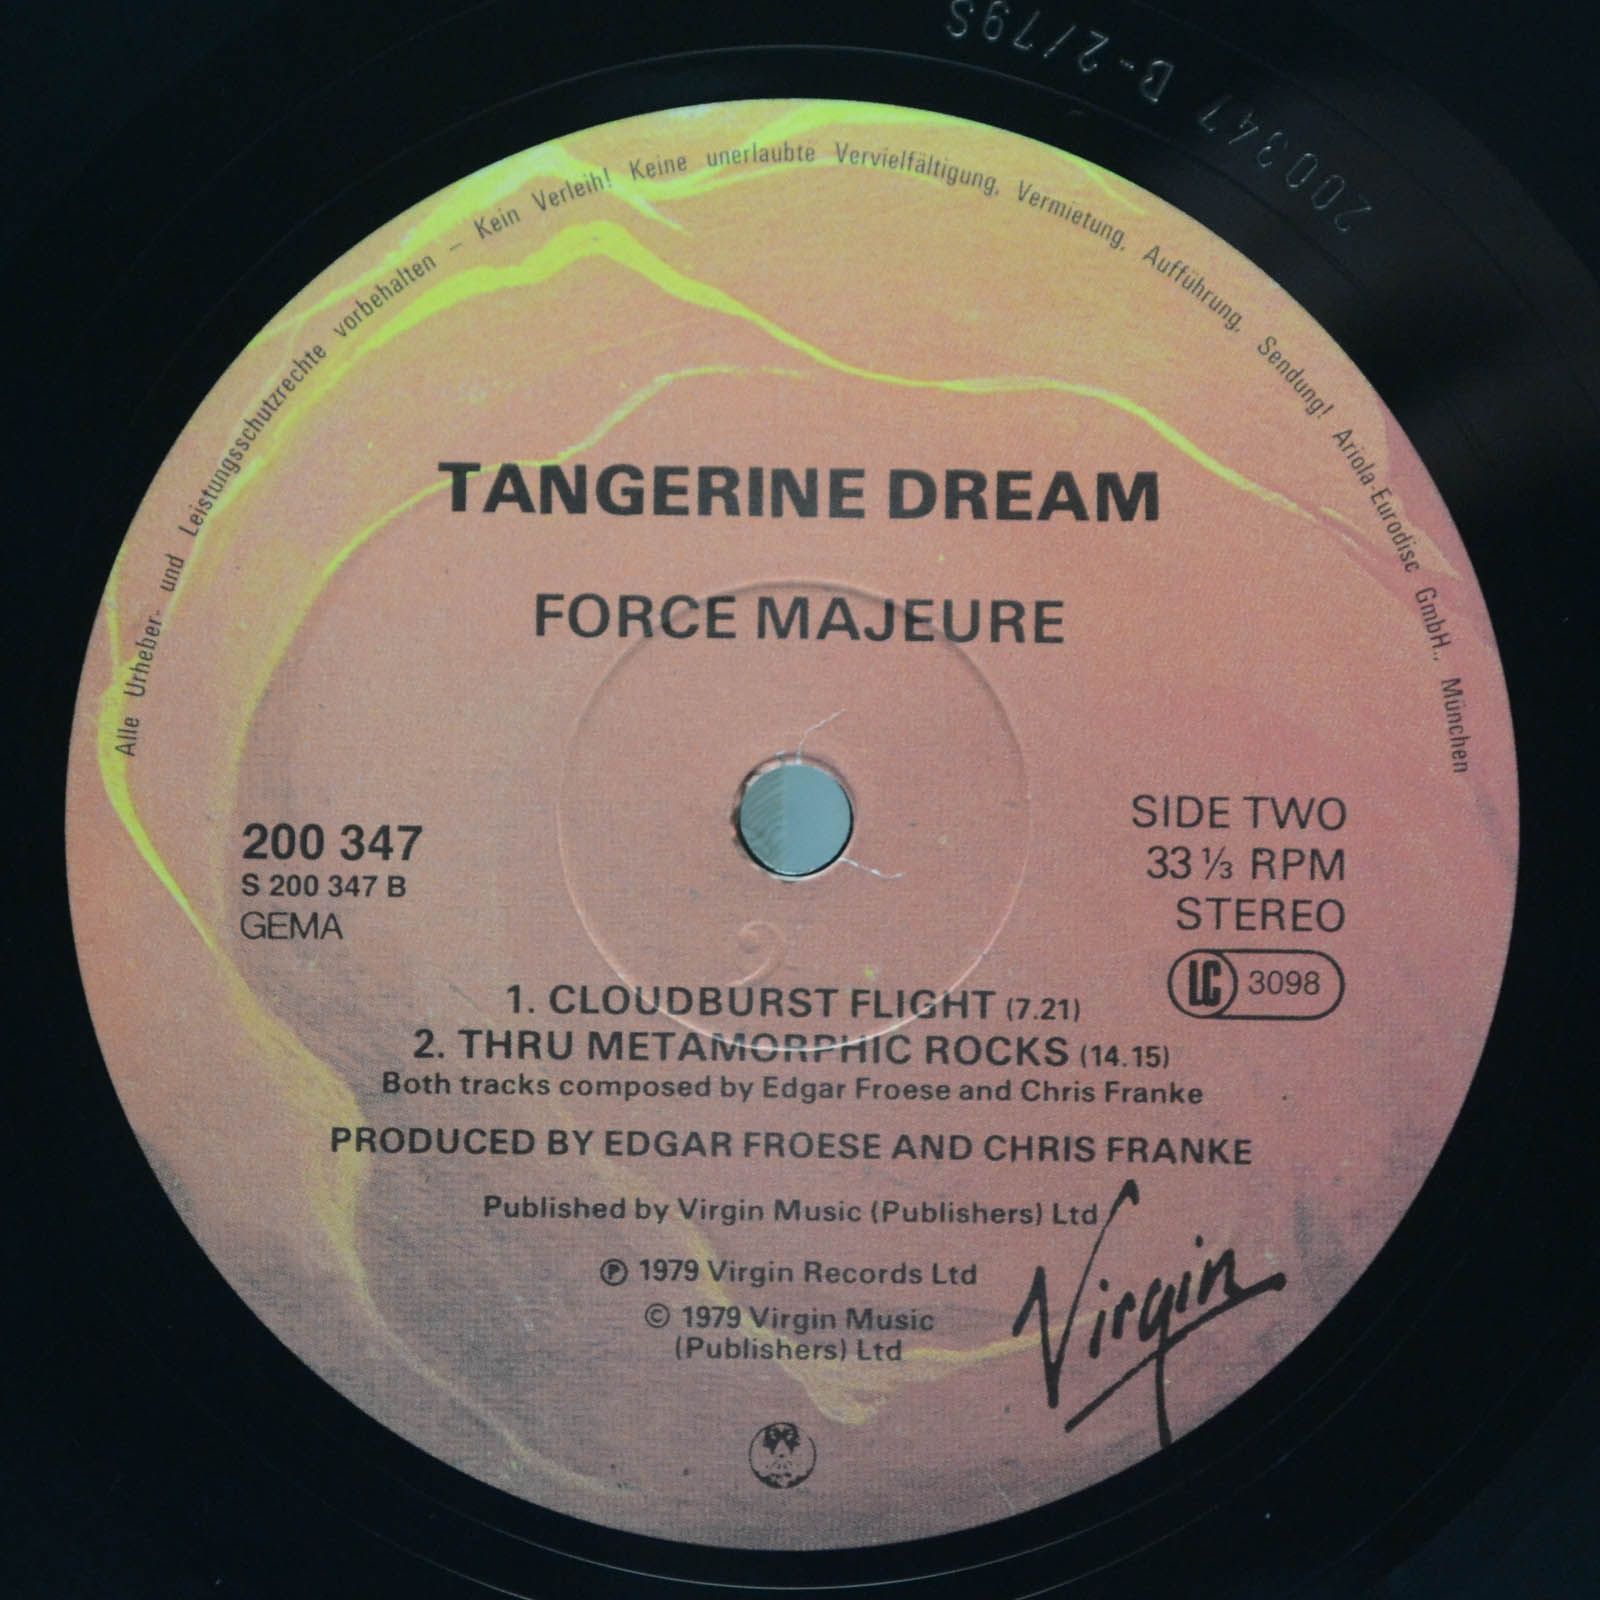 200347 B-2/79S
Alle Urheber- und Leistungsschutzrechte vorbehalten – Kein Verleih! Keine unerlaubte Vervielfältigung, Vermietung, Aufführung, Sendung! Ariola-Eurodisc GmbH., München
TANGERINE DREAM
FORCE MAJEURE
200 347
S 200 347 B
GEMA
SIDE TWO
33 ⅓ RPM
STEREO
LC 3098
1. CLOUDBURST FLIGHT (7.21)
2. THRU METAMORPHIC ROCKS (14.15)
Both tracks composed by Edgar Froese and Chris Franke
PRODUCED BY EDGAR FROESE AND CHRIS FRANKE
Published by Virgin Music (Publishers) Ltd
℗ 1979 Virgin Records Ltd
© 1979 Virgin Music
(Publishers) Ltd
Virgin